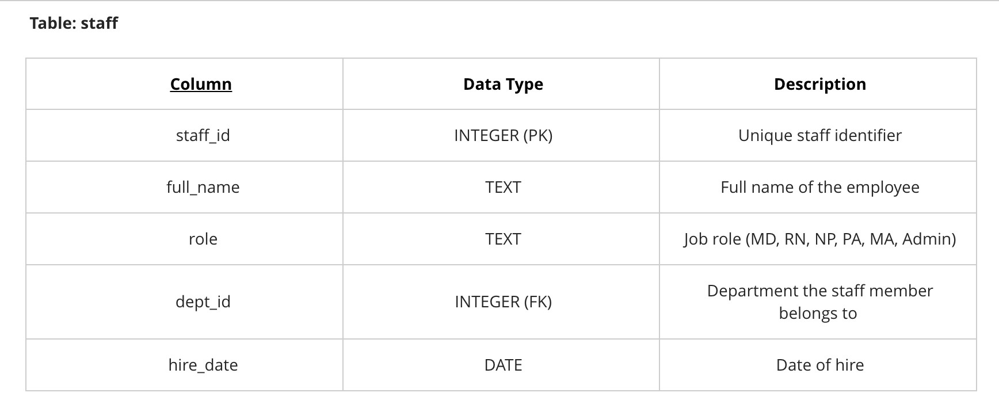 Table: staff
Column Data Type Description
staff_id INTEGER (PK) Unique staff identifier
full_name TEXT Full name of the employee
role TEXT Job role (MD, RN, NP, PA, MA, Admin)
dept_id INTEGER (FK) Department the staff member
belongs to
hire_date DATE Date of hire